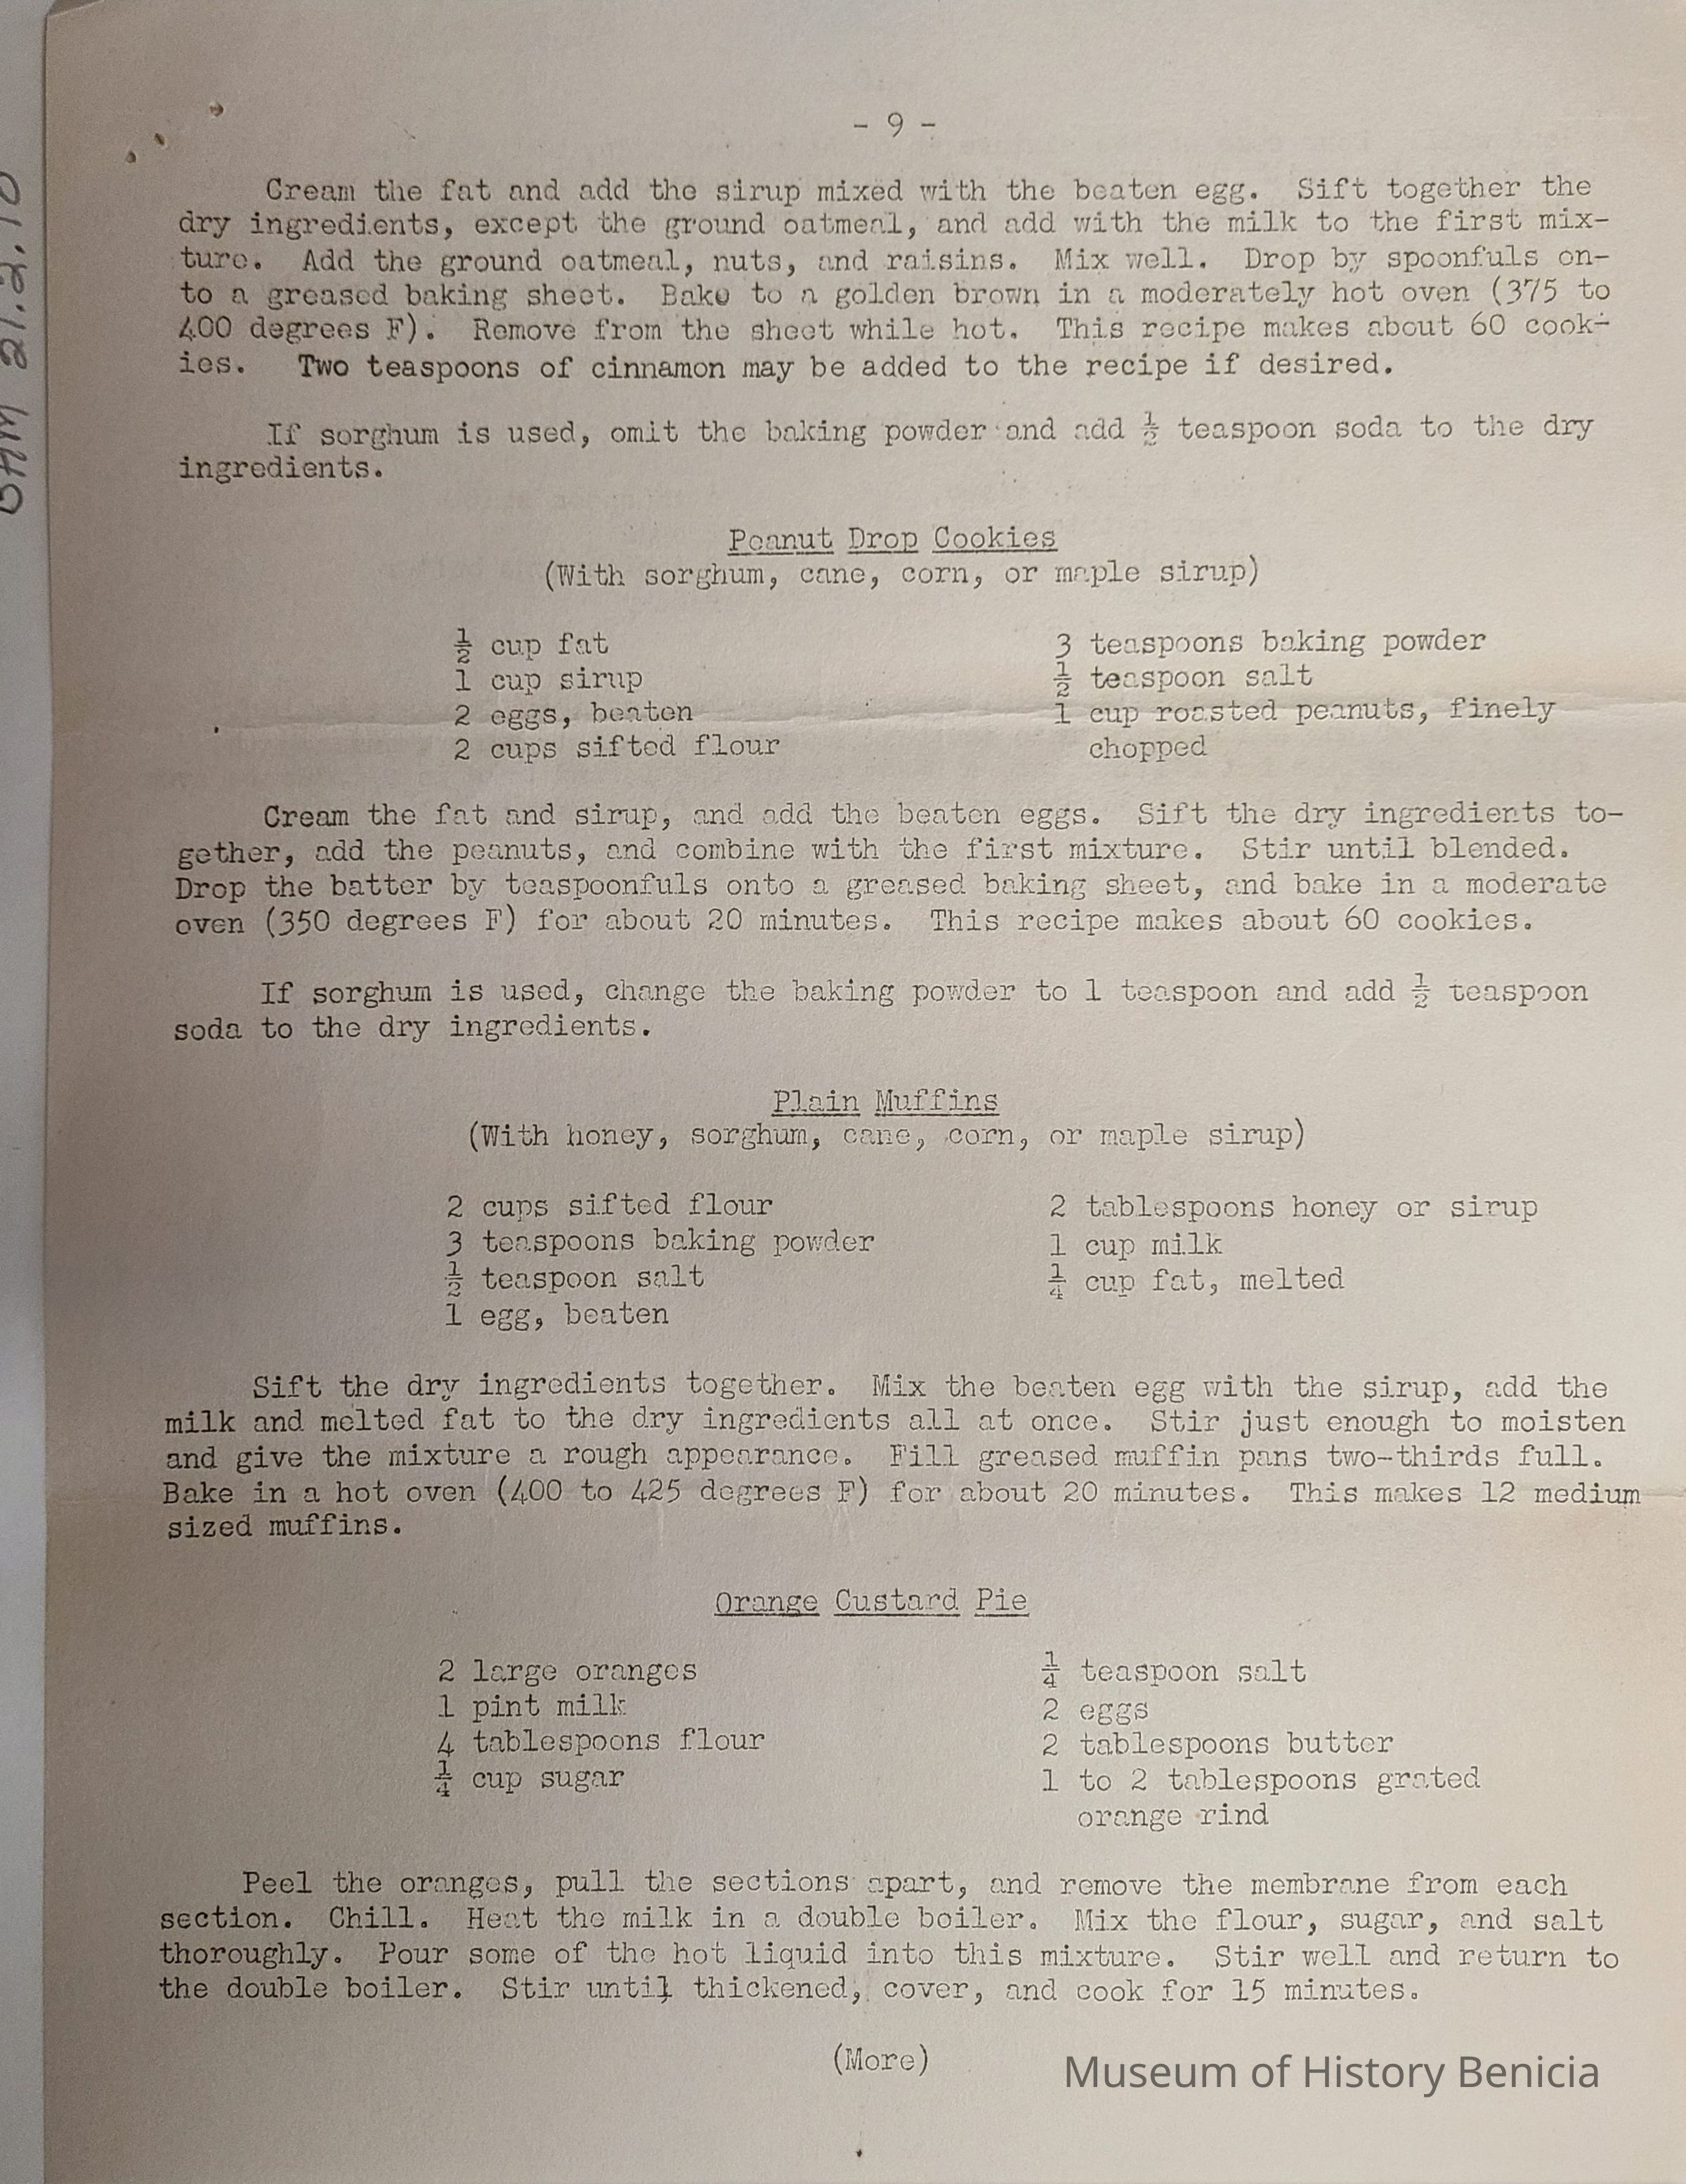 - 9 -
Cream the fat and add the sirup mixed with the beaten egg. Sift together the
dry ingredients, except the ground oatmeal, and add with the milk to the first mix-
ture. Add the ground oatmeal, nuts, and raisins. Mix well. Drop by spoonfuls on-
to a greased baking sheet. Bake to a golden brown in a moderately hot oven (375 to
400 degrees F). Remove from the sheet while hot. This recipe makes about 60 cook-
ies. Two teaspoons of cinnamon may be added to the recipe if desired.
If sorghum is used, omit the baking powder and add ½ teaspoon soda to the dry
ingredients.
Peanut Drop Cookies
(With sorghum, cane, corn, or maple sirup)
½ cup fat
1 cup sirup
2 eggs, beaten
2 cups sifted flour
3 teaspoons baking powder
½ teaspoon salt
1 cup roasted peanuts, finely
chopped
Cream the fat and sirup, and add the beaten eggs. Sift the dry ingredients to-
gether, add the peanuts, and combine with the first mixture. Stir until blended.
Drop the batter by teaspoonfuls onto a greased baking sheet, and bake in a moderate
oven (350 degrees F) for about 20 minutes. This recipe makes about 60 cookies.
If sorghum is used, change the baking powder to 1 teaspoon and add ½ teaspoon
soda to the dry ingredients.
Plain Muffins
(With honey, sorghum, cane, corn, or maple sirup)
2 cups sifted flour
3 teaspoons baking powder
½ teaspoon salt
1 egg, beaten
2 tablespoons honey or sirup
1 cup milk
¼ cup fat, melted
Sift the dry ingredients together. Mix the beaten egg with the sirup, add the
milk and melted fat to the dry ingredients all at once. Stir just enough to moisten
and give the mixture a rough appearance. Fill greased muffin pans two-thirds full.
Bake in a hot oven (400 to 425 degrees F) for about 20 minutes. This makes 12 medium
sized muffins.
Orange Custard Pie
2 large oranges
1 pint milk
4 tablespoons flour
¼ cup sugar
¼ teaspoon salt
2 eggs
2 tablespoons butter
1 to 2 tablespoons grated
orange rind
Peel the oranges, pull the sections apart, and remove the membrane from each
section. Chill. Heat the milk in a double boiler. Mix the flour, sugar, and salt
thoroughly. Pour some of the hot liquid into this mixture. Stir well and return to
the double boiler. Stir until thickened, cover, and cook for 15 minutes.
(More)
Museum of History Benicia